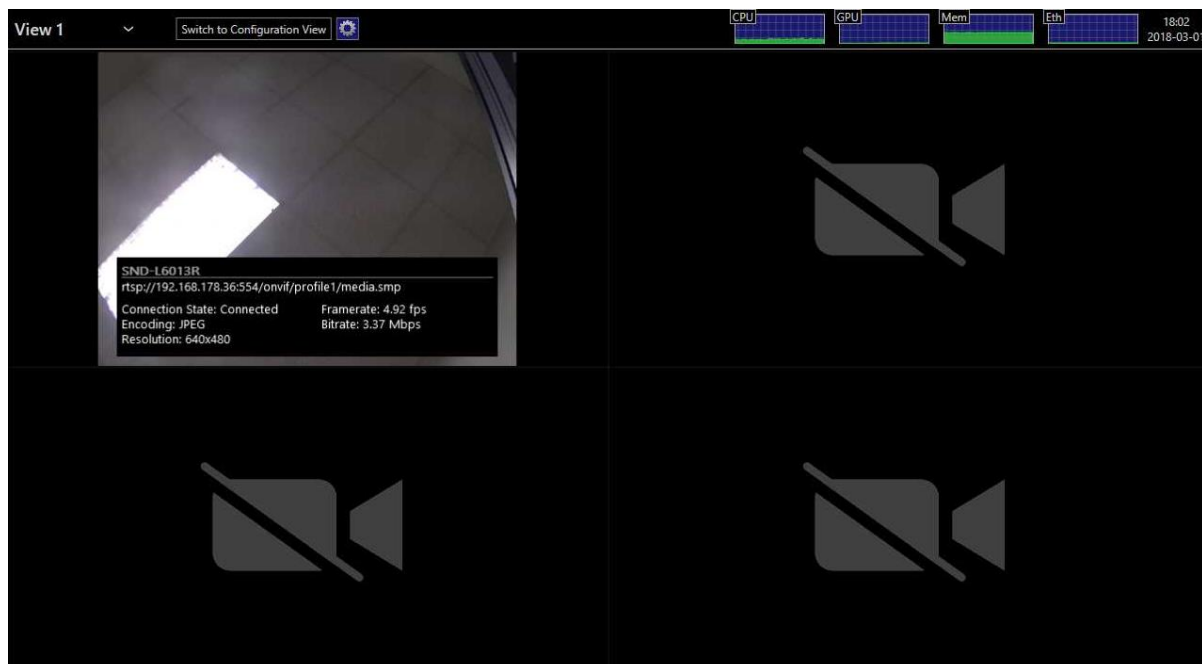 View 1
Switch to Configuration View
CPU
GPU
Mem
Eth
18:02
2018-03-01
SND-L6013R
rtsp://192.168.178.36:554/onvif/profile1/media.smp
Connection State: Connected Framerate: 4.92 fps
Encoding: JPEG Bitrate: 3.37 Mbps
Resolution: 640x480